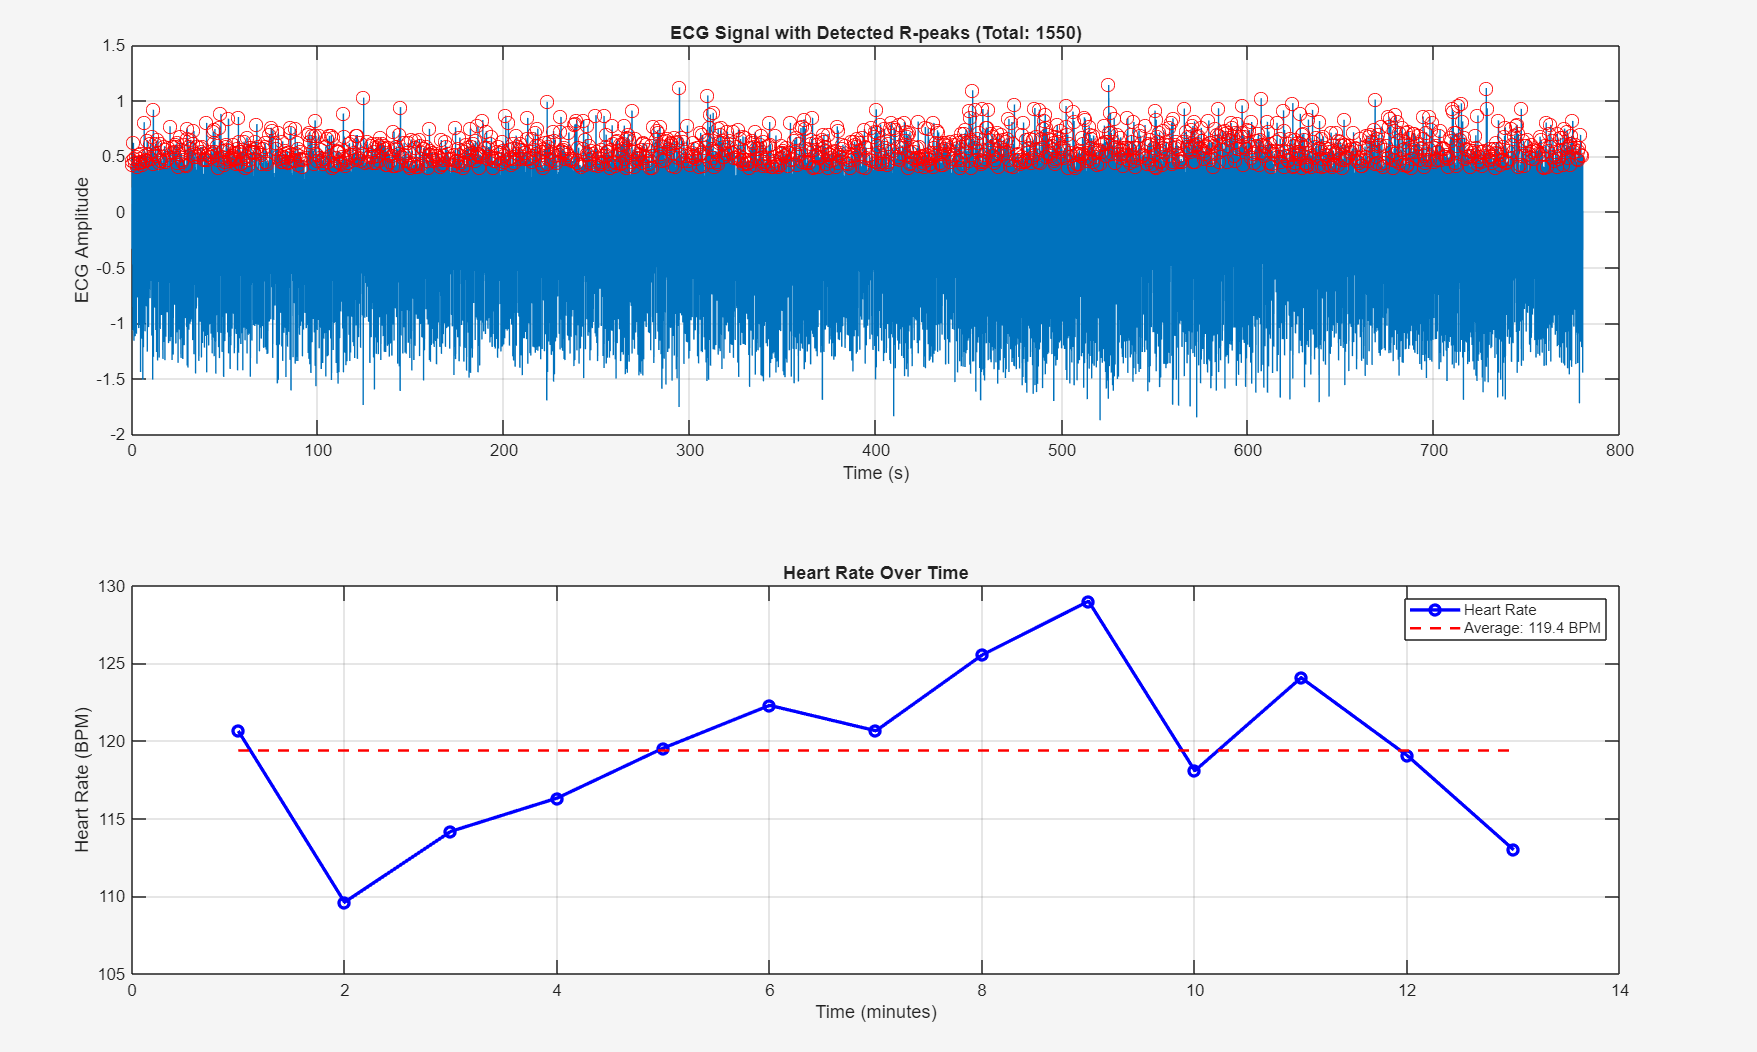 ECG Signal with Detected R-peaks (Total: 1550)
1.5
1
0.5
0
-0.5
-1
-1.5
-2
ECG Amplitude
0 100 200 300 400 500 600 700 800
Time (s)
Heart Rate Over Time
130
125
120
115
110
105
Heart Rate (BPM)
Heart Rate
Average: 119.4 BPM
0 2 4 6 8 10 12 14
Time (minutes)